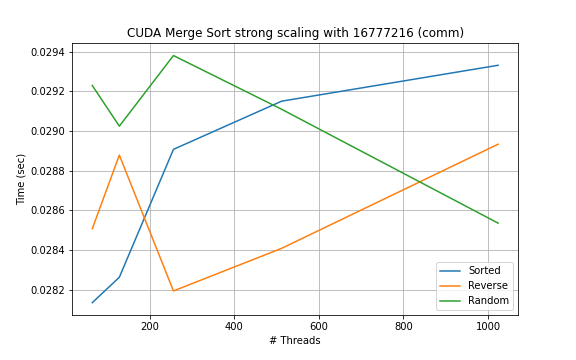 CUDA Merge Sort strong scaling with 16777216 (comm)
Time (sec)
0.0294
0.0292
0.0290
0.0288
0.0286
0.0284
0.0282
200
400
600
800
1000
# Threads
Sorted
Reverse
Random